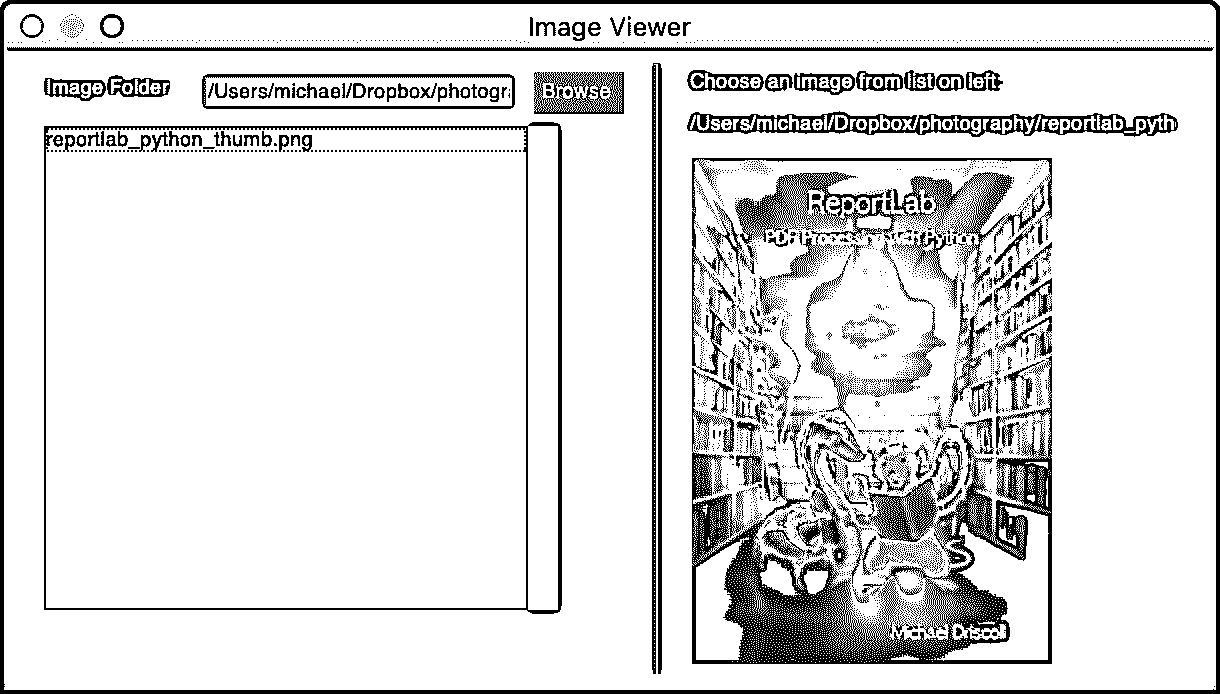 Image Viewer
Image Folder
/Users/michael/Dropbox/photogra
Browse
reportlab_python_thumb.png
Choose an image from list on left:
/Users/michael/Dropbox/photography/reportlab_pyth
ReportLab
PDF Processing with Python
Michael Driscoll